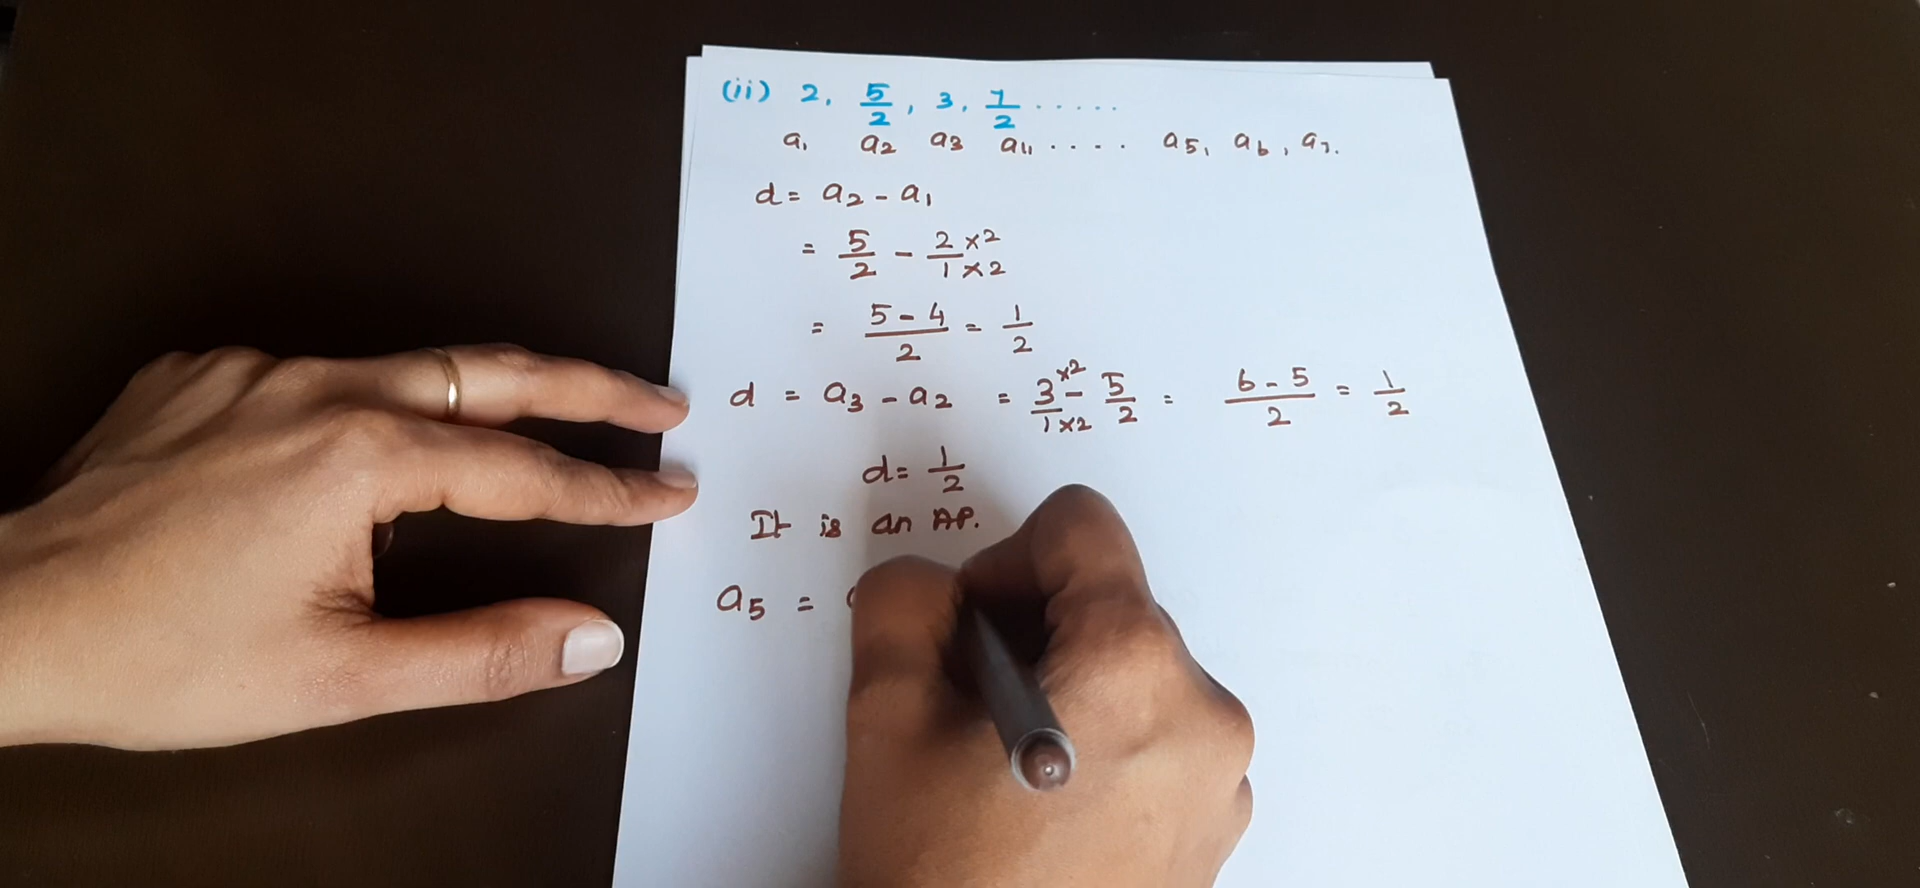 (ii) 2, 5/2, 3, 7/2 .....
a1 a2 a3 a4 .... a5, a6, a7.
d = a2 - a1
= 5/2 - 2×2/1×2
= 5-4/2 = 1/2
d = a3 - a2 = 3×2/1×2 - 5/2 = 6-5/2 = 1/2
d = 1/2
It is an AP.
a5 =